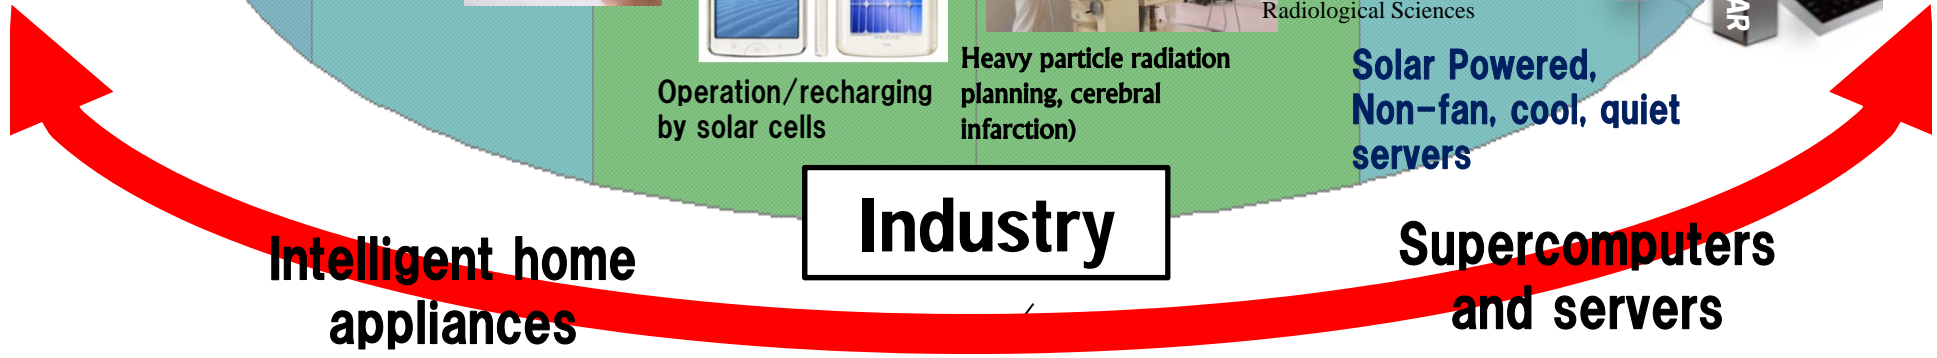 Radiological Sciences
AR
Operation/recharging
by solar cells
Heavy particle radiation
planning, cerebral
infarction)
Solar Powered,
Non-fan, cool, quiet
servers
Industry
Intelligent home
appliances
Supercomputers
and servers